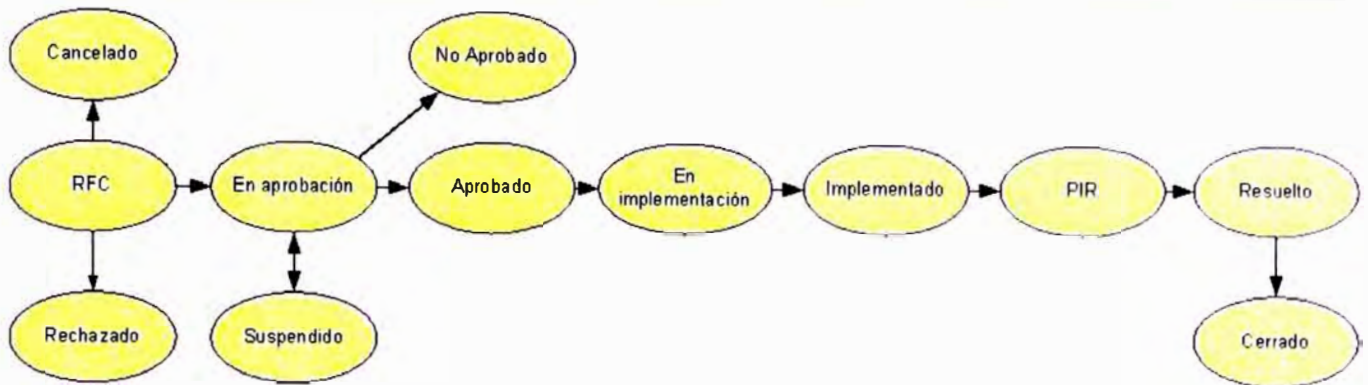 Cancelado
No Aprobado
RFC
En aprobación
Aprobado
En
implementación
Implementado
PIR
Resuelto
Rechazado
Suspendido
Cerrado